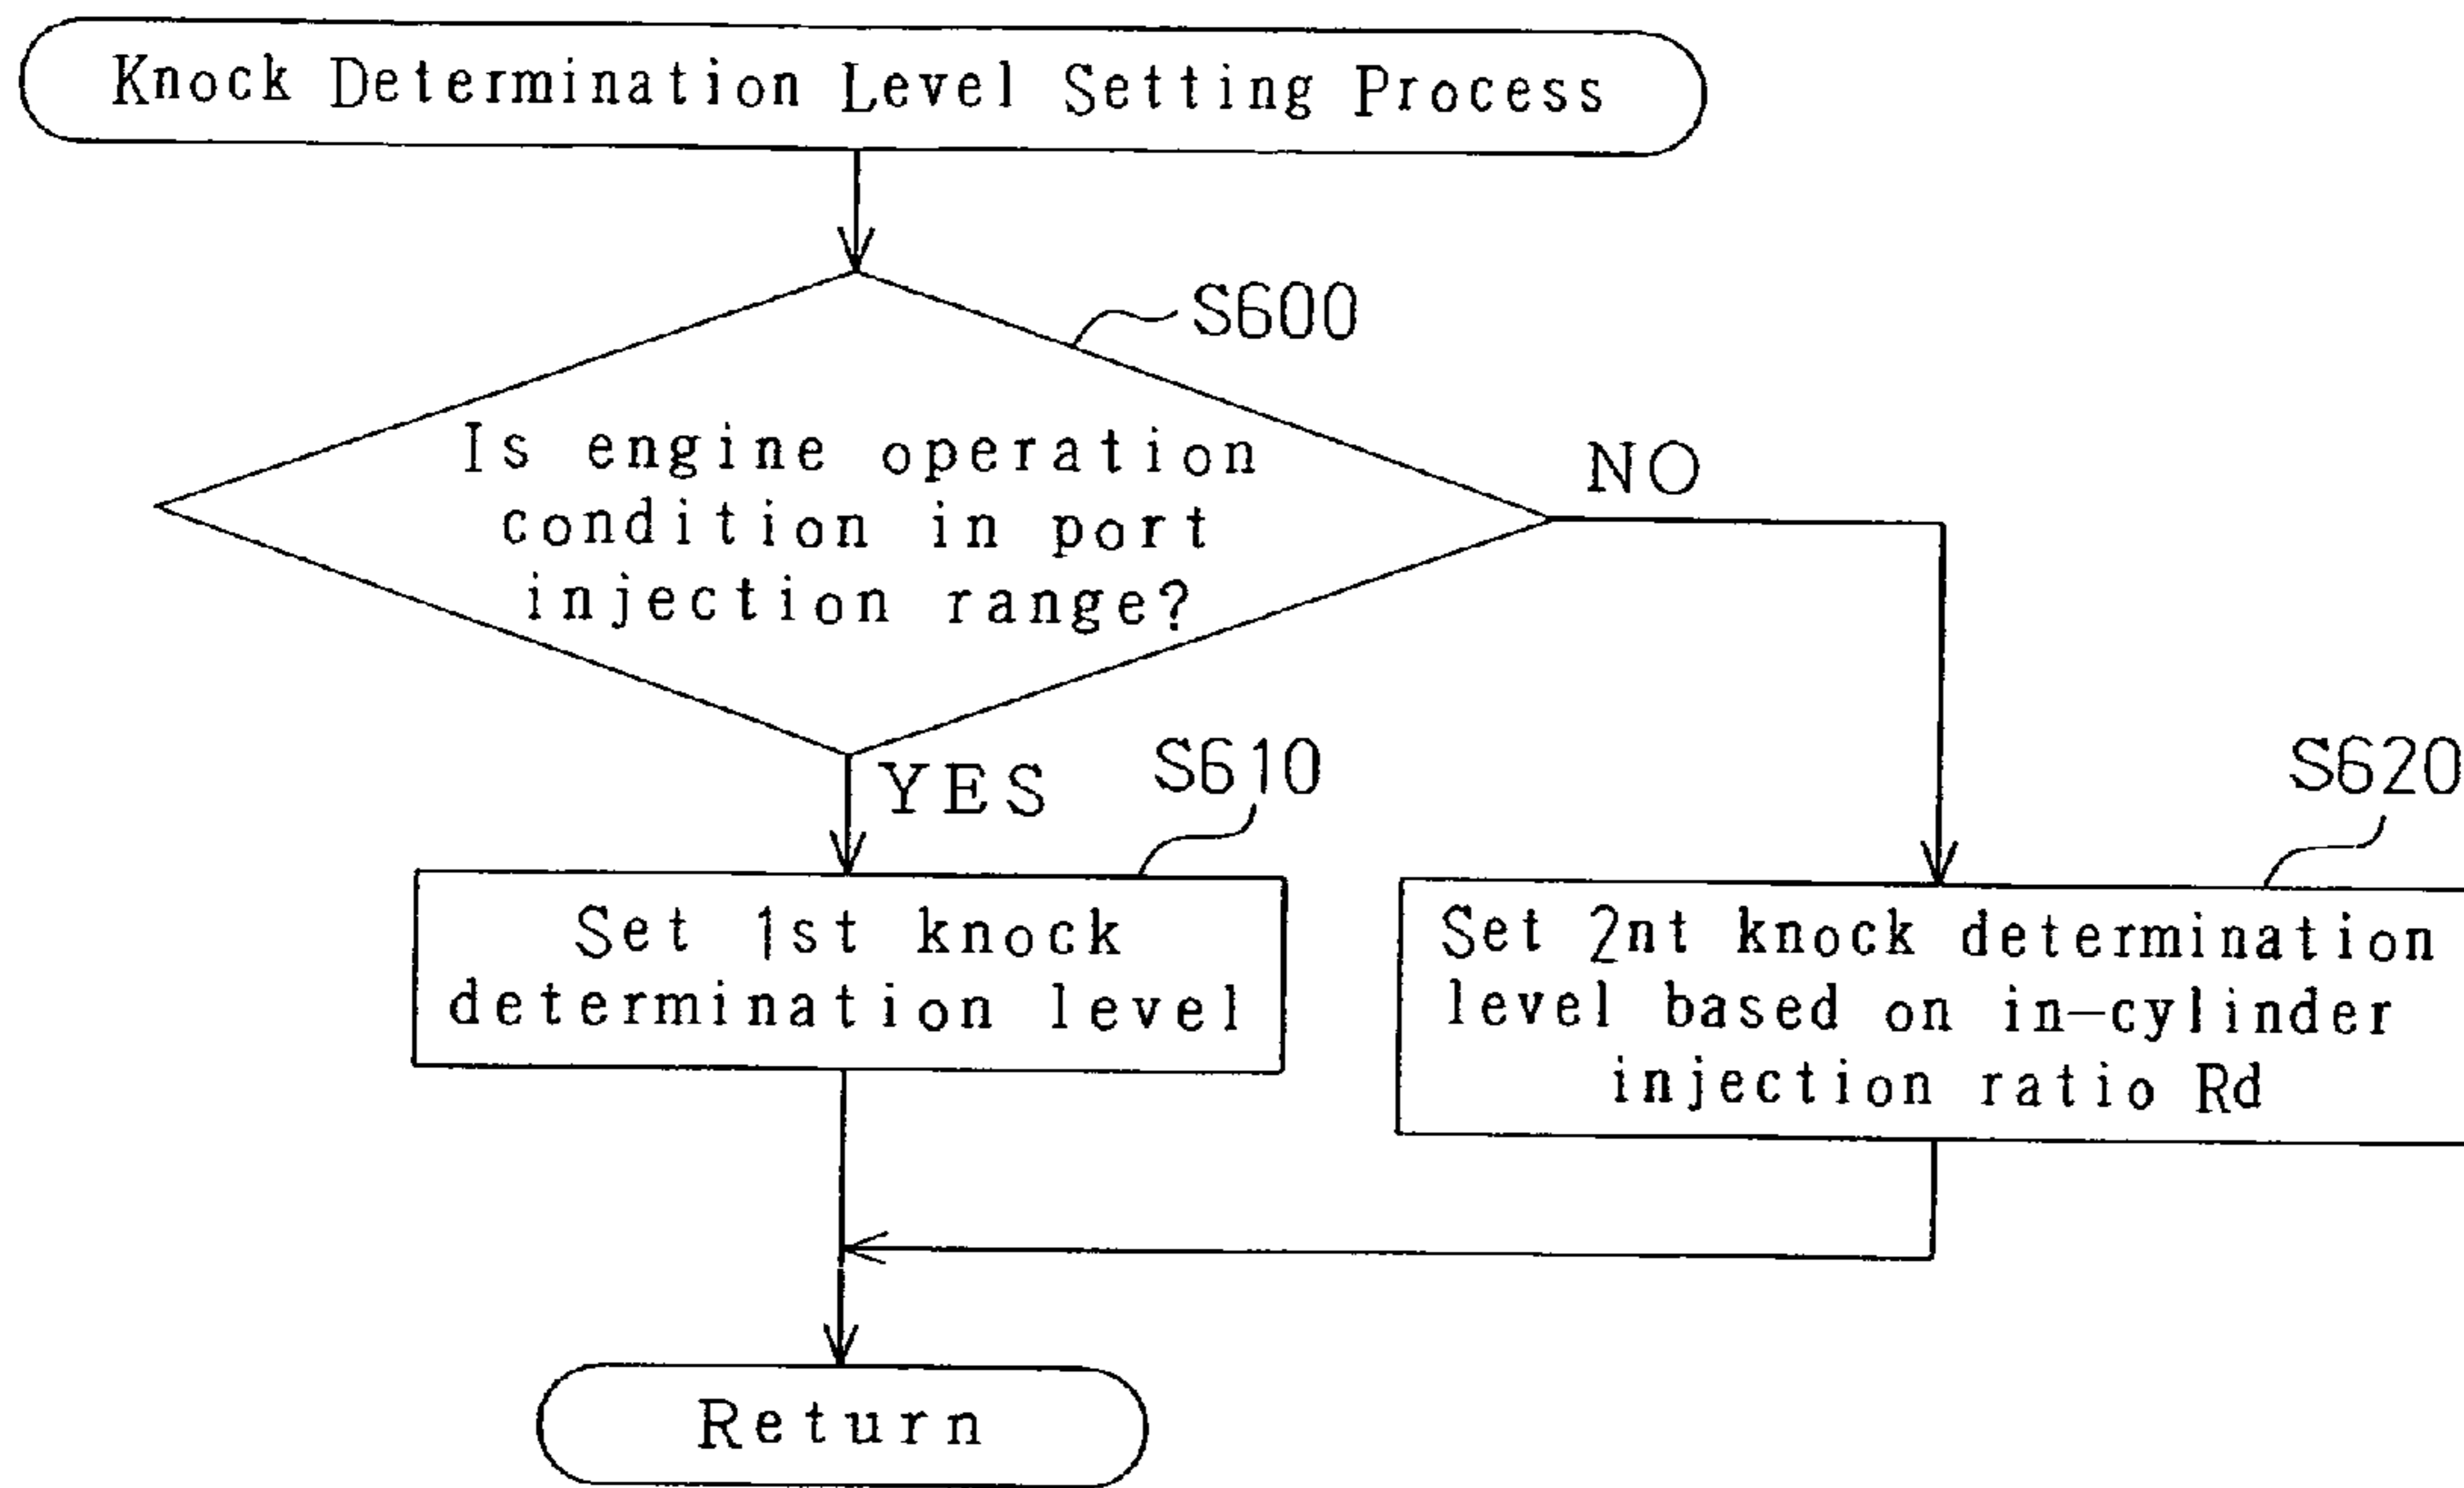 Knock Determination Level Setting Process
S600
Is engine operation
condition in port
injection range?
NO
YES
S610
S620
Set 1st knock
determination level
Set 2nt knock determination
level based on in-cylinder
injection ratio Rd
Return